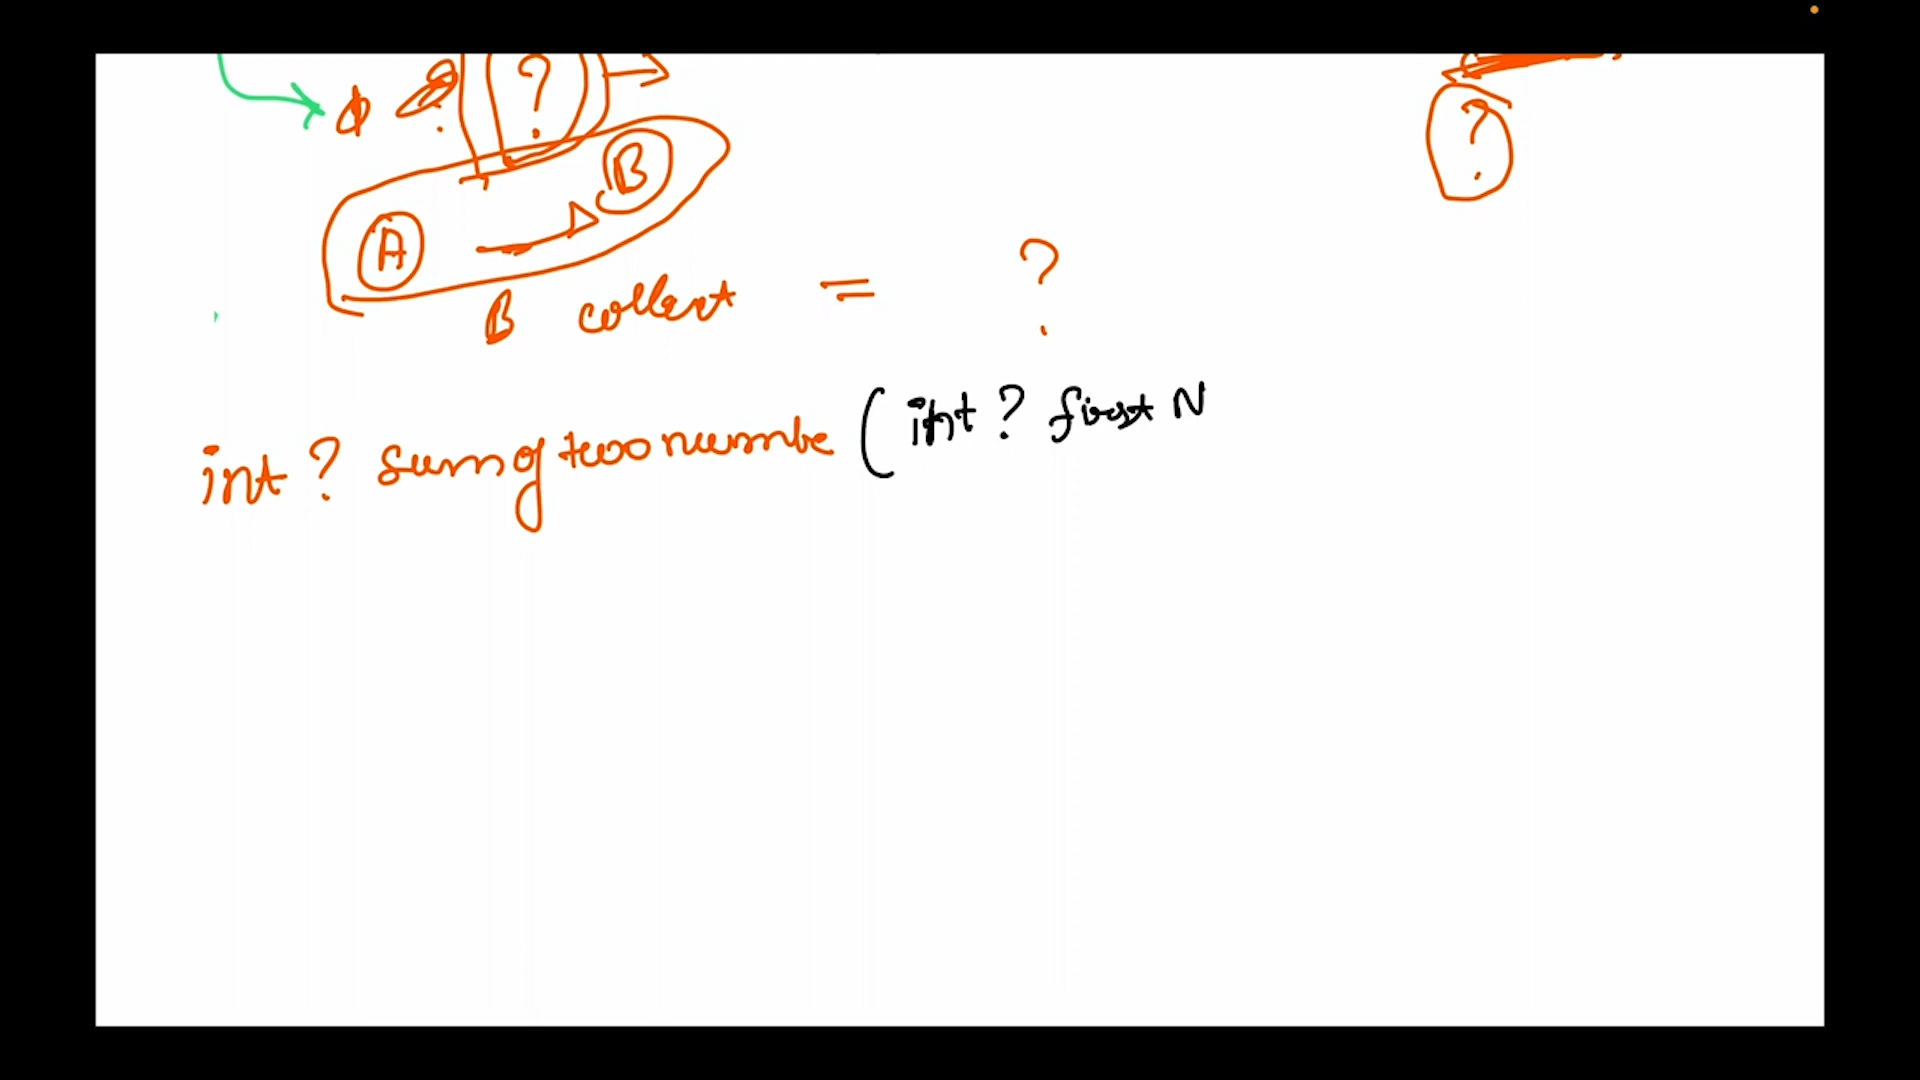 ?
?
A B
B collect = ?
int ? sumoftwonumbe ( int ? first N